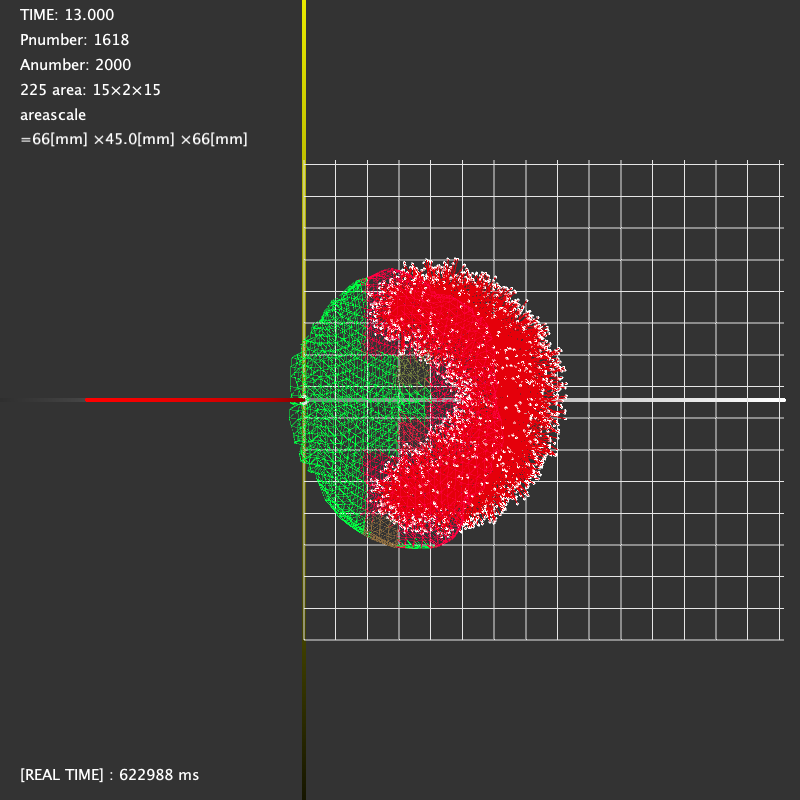 TIME: 13.000
Pnumber: 1618
Anumber: 2000
225 area: 15×2×15
areascale
=66[mm] ×45.0[mm] ×66[mm]
[REAL TIME] : 622988 ms